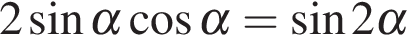 2 sin α cos α = sin 2α